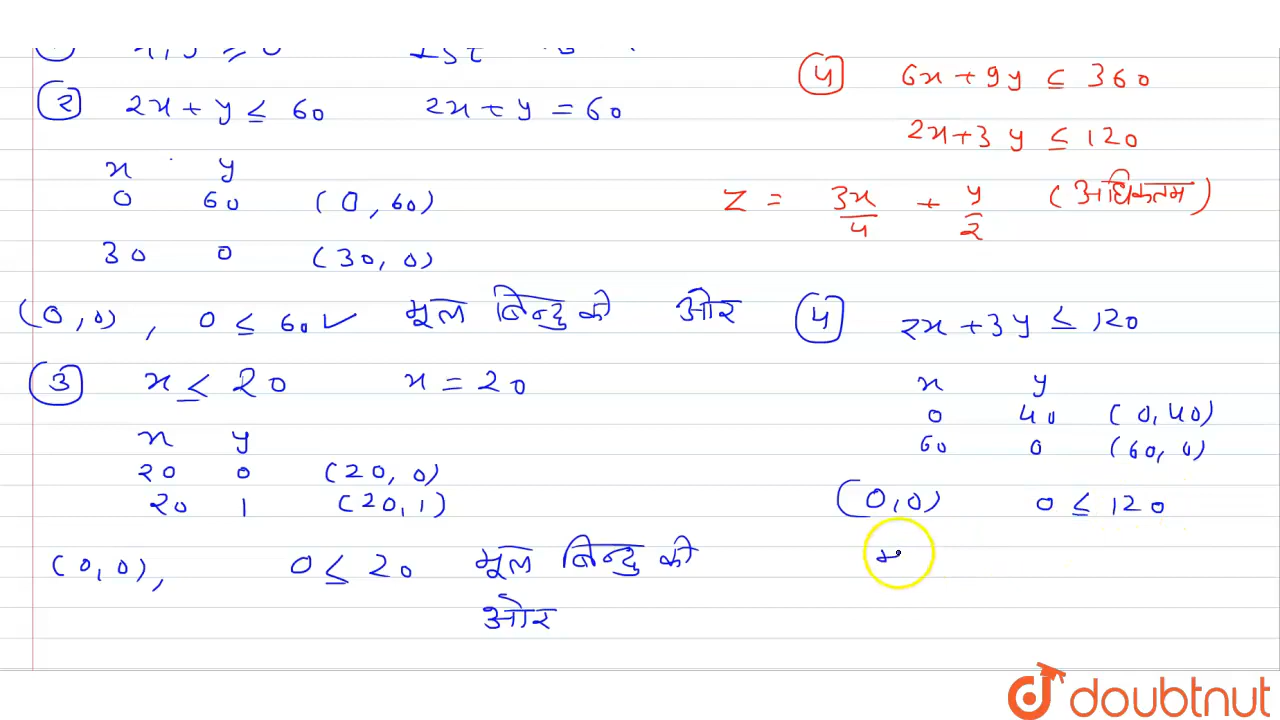 ② 2x + y ≤ 60 2x + y = 60
x y
0 60 (0, 60)
30 0 (30, 0)
(0, 0), 0 ≤ 60 ✓ मूल बिन्दु की ओर
③ x ≤ 20 x = 20
x y
20 0 (20, 0)
20 1 (20, 1)
(0, 0), 0 ≤ 20 मूल बिन्दु की
ओर
④ 6x + 9y ≤ 360
2x + 3y ≤ 120
Z = 3x/4 + y/2 (अधिकतम)
④ 2x + 3y ≤ 120
x y
0 40 (0, 40)
60 0 (60, 0)
(0, 0) 0 ≤ 120
doubtnut